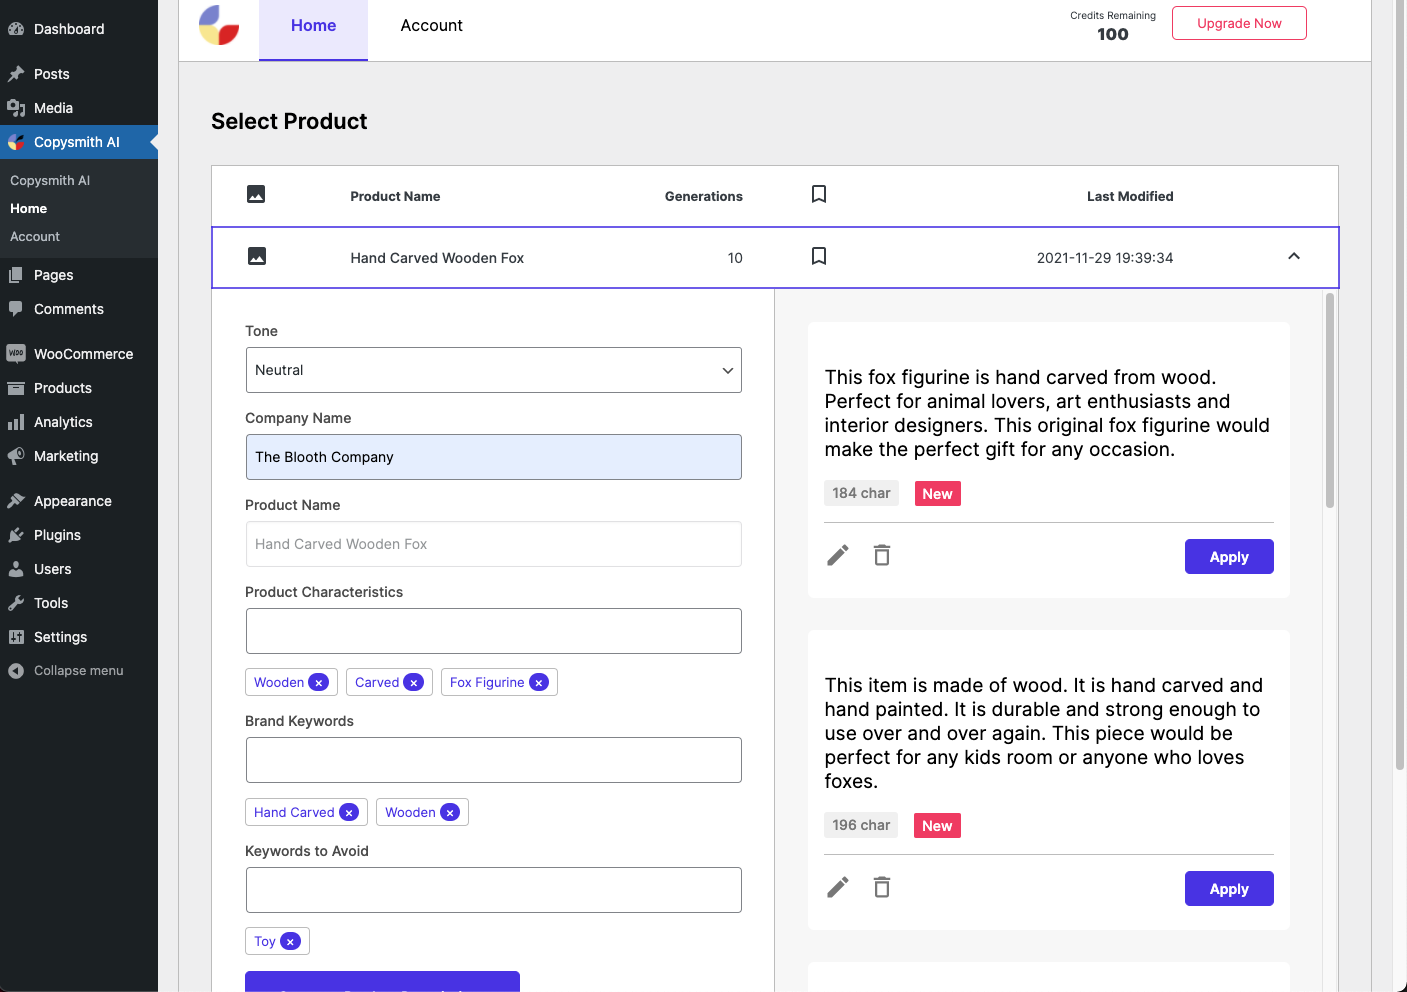 Dashboard
Posts
Media
Copysmith AI
Copysmith AI
Home
Account
Pages
Comments
WooCommerce
Products
Analytics
Marketing
Appearance
Plugins
Users
Tools
Settings
Collapse menu
Home
Account
Credits Remaining
100
Upgrade Now
Select Product
Product Name
Generations
Last Modified
Hand Carved Wooden Fox
10
2021-11-29 19:39:34
Tone
Neutral
Company Name
The Blooth Company
Product Name
Hand Carved Wooden Fox
Product Characteristics
Wooden
Carved
Fox Figurine
Brand Keywords
Hand Carved
Wooden
Keywords to Avoid
Toy
This fox figurine is hand carved from wood.
Perfect for animal lovers, art enthusiasts and
interior designers. This original fox figurine would
make the perfect gift for any occasion.
184 char
New
Apply
This item is made of wood. It is hand carved and
hand painted. It is durable and strong enough to
use over and over again. This piece would be
perfect for any kids room or anyone who loves
foxes.
196 char
New
Apply